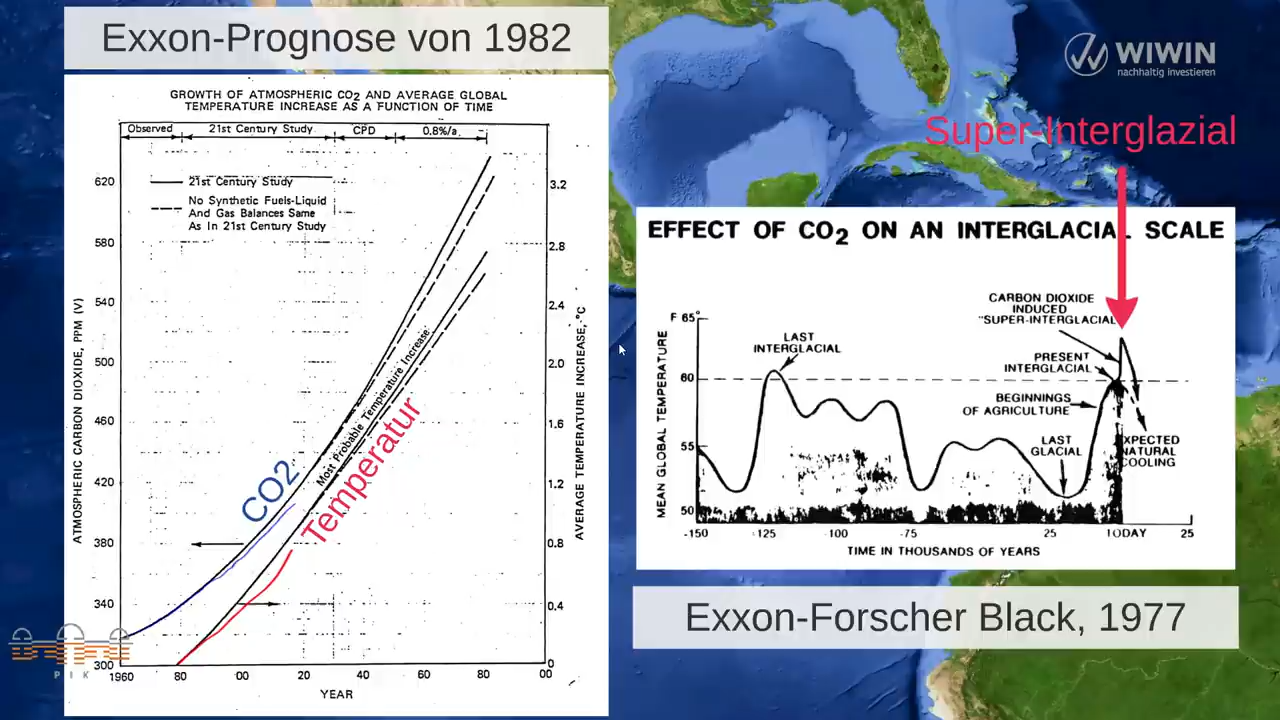 Exxon-Prognose von 1982
GROWTH OF ATMOSPHERIC CO2 AND AVERAGE GLOBAL
TEMPERATURE INCREASE AS A FUNCTION OF TIME
Observed
21st Century Study
CPD
0.8%/a
21st Century Study
No Synthetic Fuels-Liquid
And Gas Balances Same
As In 21st Century Study
620
580
540
500
460
420
380
340
300
ATMOSPHERIC CARBON DIOXIDE, PPM (V)
3.2
2.8
2.4
2.0
1.6
1.2
0.8
0.4
0
AVERAGE TEMPERATURE INCREASE, °C
Most Probable Temperature Increase
CO2
Temperatur
1960
80
00
20
40
60
80
00
YEAR
PIK
WIWIN
nachhaltig investieren
Super-Interglazial
EFFECT OF CO2 ON AN INTERGLACIAL SCALE
CARBON DIOXIDE
INDUCED
"SUPER-INTERGLACIAL
LAST
INTERGLACIAL
PRESENT
INTERGLACIAL
BEGINNINGS
OF AGRICULTURE
LAST
GLACIAL
EXPECTED
NATURAL
COOLING
F 65°
60
55
50
MEAN GLOBAL TEMPERATURE
-150
-125
-75
25
TODAY
25
TIME IN THOUSANDS OF YEARS
Exxon-Forscher Black, 1977